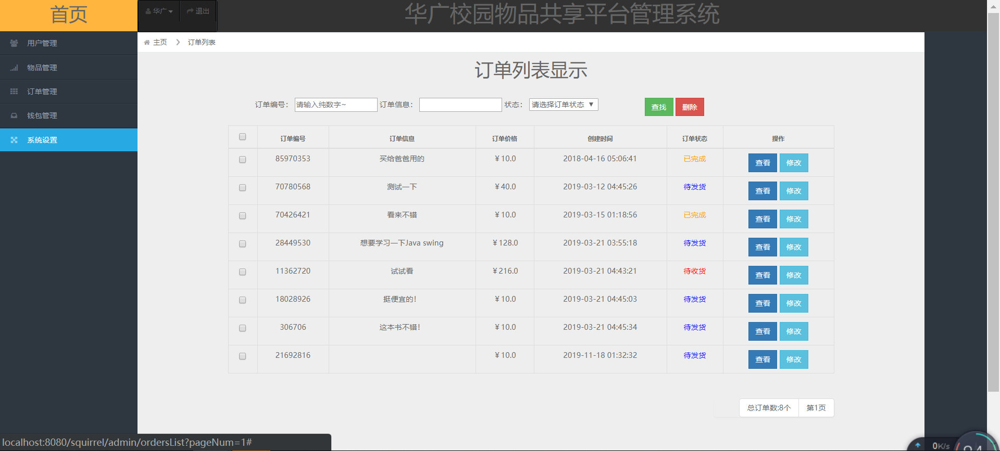 首页
华广
退出
华广校园物品共享平台管理系统
用户管理
物品管理
订单管理
钱包管理
系统设置
主页
订单列表
订单列表显示
订单编号： 请输入纯数字~ 订单信息： 状态： 请选择订单状态 ▼ 查找 删除
订单编号 订单信息 订单价格 创建时间 订单状态 操作
85970353 买给爸爸用的 ￥10.0 2018-04-16 05:06:41 已完成 查看 修改
70780568 测试一下 ￥40.0 2019-03-12 04:45:26 待发货 查看 修改
70426421 看来不错 ￥10.0 2019-03-15 01:18:56 已完成 查看 修改
28449530 想要学习一下Java swing ￥128.0 2019-03-21 03:55:18 待发货 查看 修改
11362720 试试看 ￥216.0 2019-03-21 04:43:21 待收货 查看 修改
18028926 挺便宜的！ ￥10.0 2019-03-21 04:45:03 待发货 查看 修改
306706 这本书不错！ ￥10.0 2019-03-21 04:45:34 待发货 查看 修改
21692816 ￥10.0 2019-11-18 01:32:32 待发货 查看 修改
总订单数:8个 第1页
localhost:8080/squirrel/admin/ordersList?pageNum=1#
0K/s